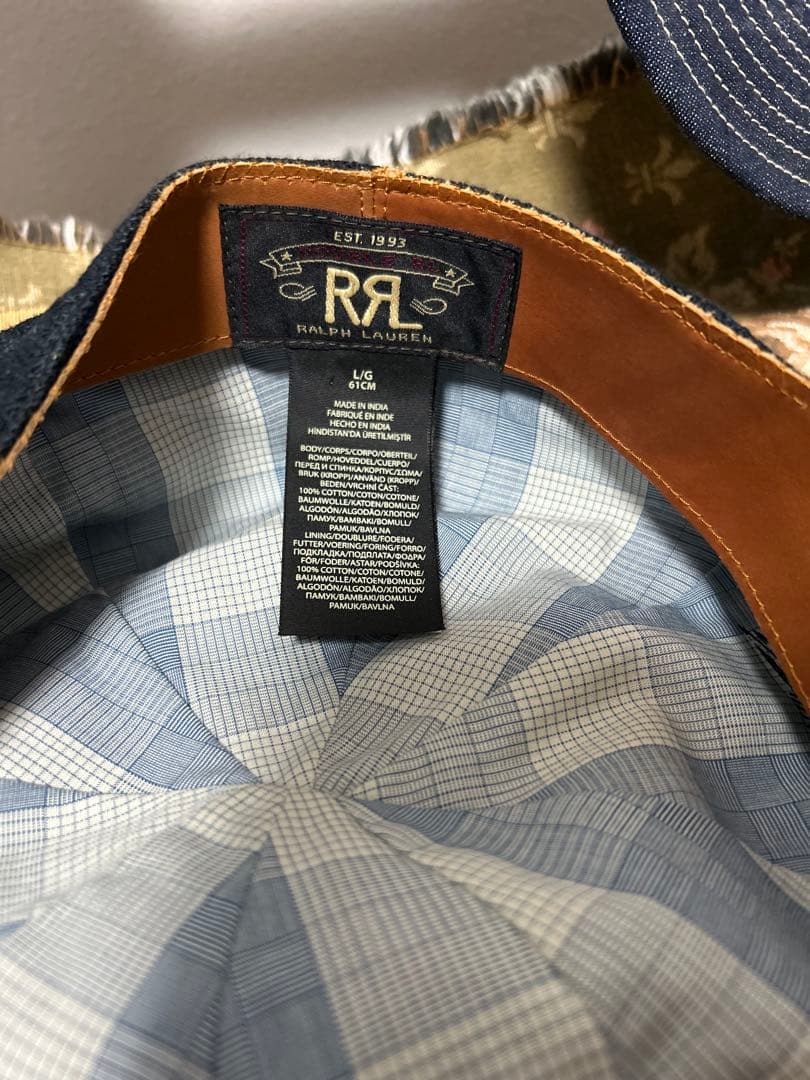 EST. 1993
RRL
RALPH LAUREN
L/G
61CM
MADE IN INDIA
FABRIQUÉ EN INDE
HECHO EN INDIA
HİNDİSTAN'DA ÜRETİLMİŞTİR
BODY/CORPS/CORPO/OBERTEIL/
ROMP/HOVEDDEL/CUERPO/
ПЕРЕД И СПИНКА/КОРПУС/ΣΩΜΑ/
BRUK (KROPP)/ANVÄND (KROPP)/
BEDEN/VRCHNÍ ČÁST:
100% COTTON/COTON/COTONE/
BAUMWOLLE/KATOEN/BOMULD/
ALGODÓN/ALGODÃO/ХЛОПОК/
ПАМУК/ΒΑΜΒΑΚΙ/BOMULL/
PAMUK/BAVLNA
LINING/DOUBLURE/FODERA/
FUTTER/VOERING/FORING/FORRO/
ПОДКЛАДКА/ПОДПЛАТА/ΦΟΔΡΑ/
FÔR/FODER/ASTAR/PODŠÍVKA:
100% COTTON/COTON/COTONE/
BAUMWOLLE/KATOEN/BOMULD/
ALGODÓN/ALGODÃO/ХЛОПОК/
ПАМУК/ΒΑΜΒΑΚΙ/BOMULL/
PAMUK/BAVLNA